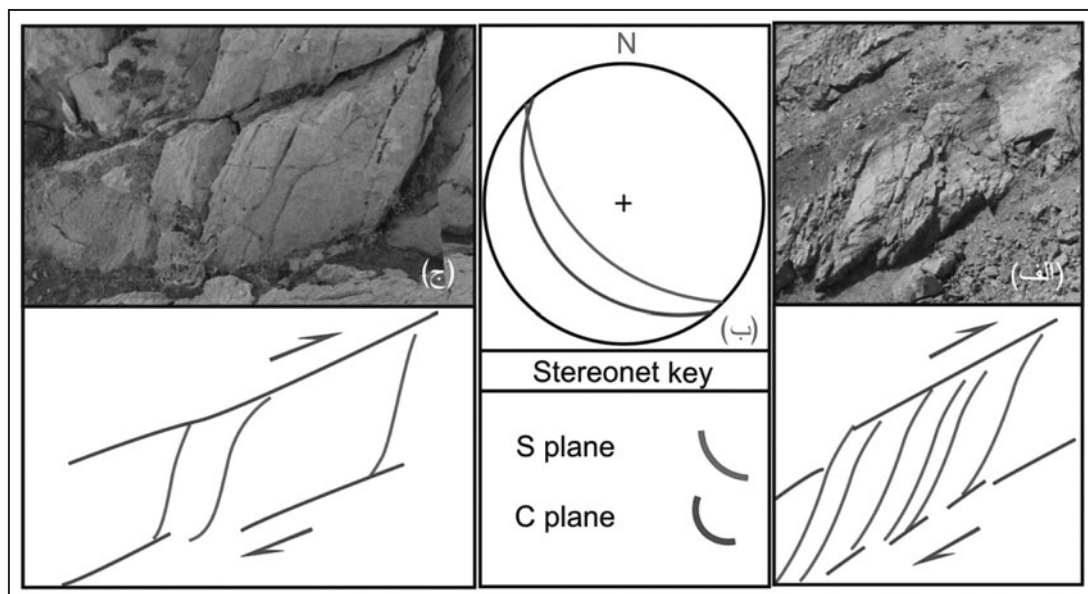 (ج)
N
(ب)
(الف)
Stereonet key
S plane
C plane